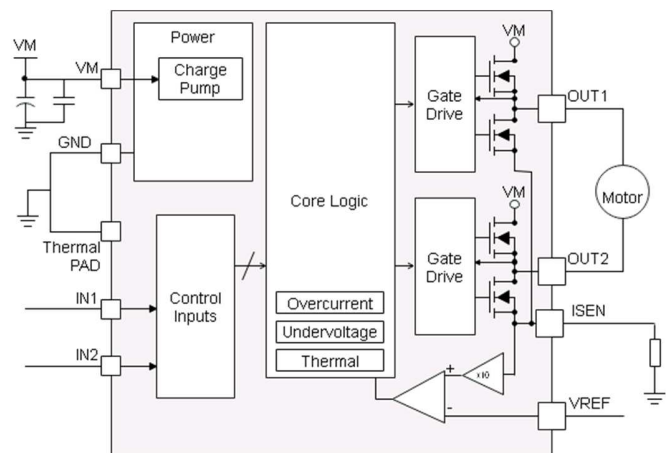 VM
VM
Power
Charge
Pump
GND
Thermal
PAD
IN1
IN2
Control
Inputs
Core Logic
Overcurrent
Undervoltage
Thermal
Gate
Drive
VM
OUT1
Motor
Gate
Drive
VM
OUT2
ISEN
x10
+
-
VREF